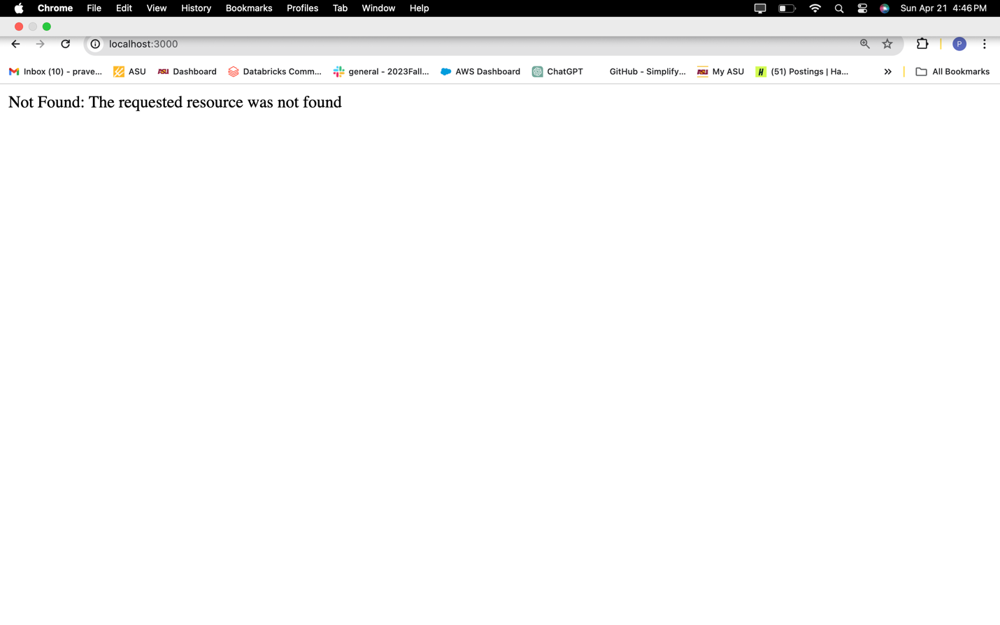 Chrome File Edit View History Bookmarks Profiles Tab Window Help Sun Apr 21 4:46 PM
localhost:3000 P
Inbox (10) - prave... ASU ASU Dashboard Databricks Comm... general - 2023Fall... AWS Dashboard ChatGPT GitHub - Simplify... ASU My ASU H (51) Postings | Ha... » All Bookmarks
Not Found: The requested resource was not found